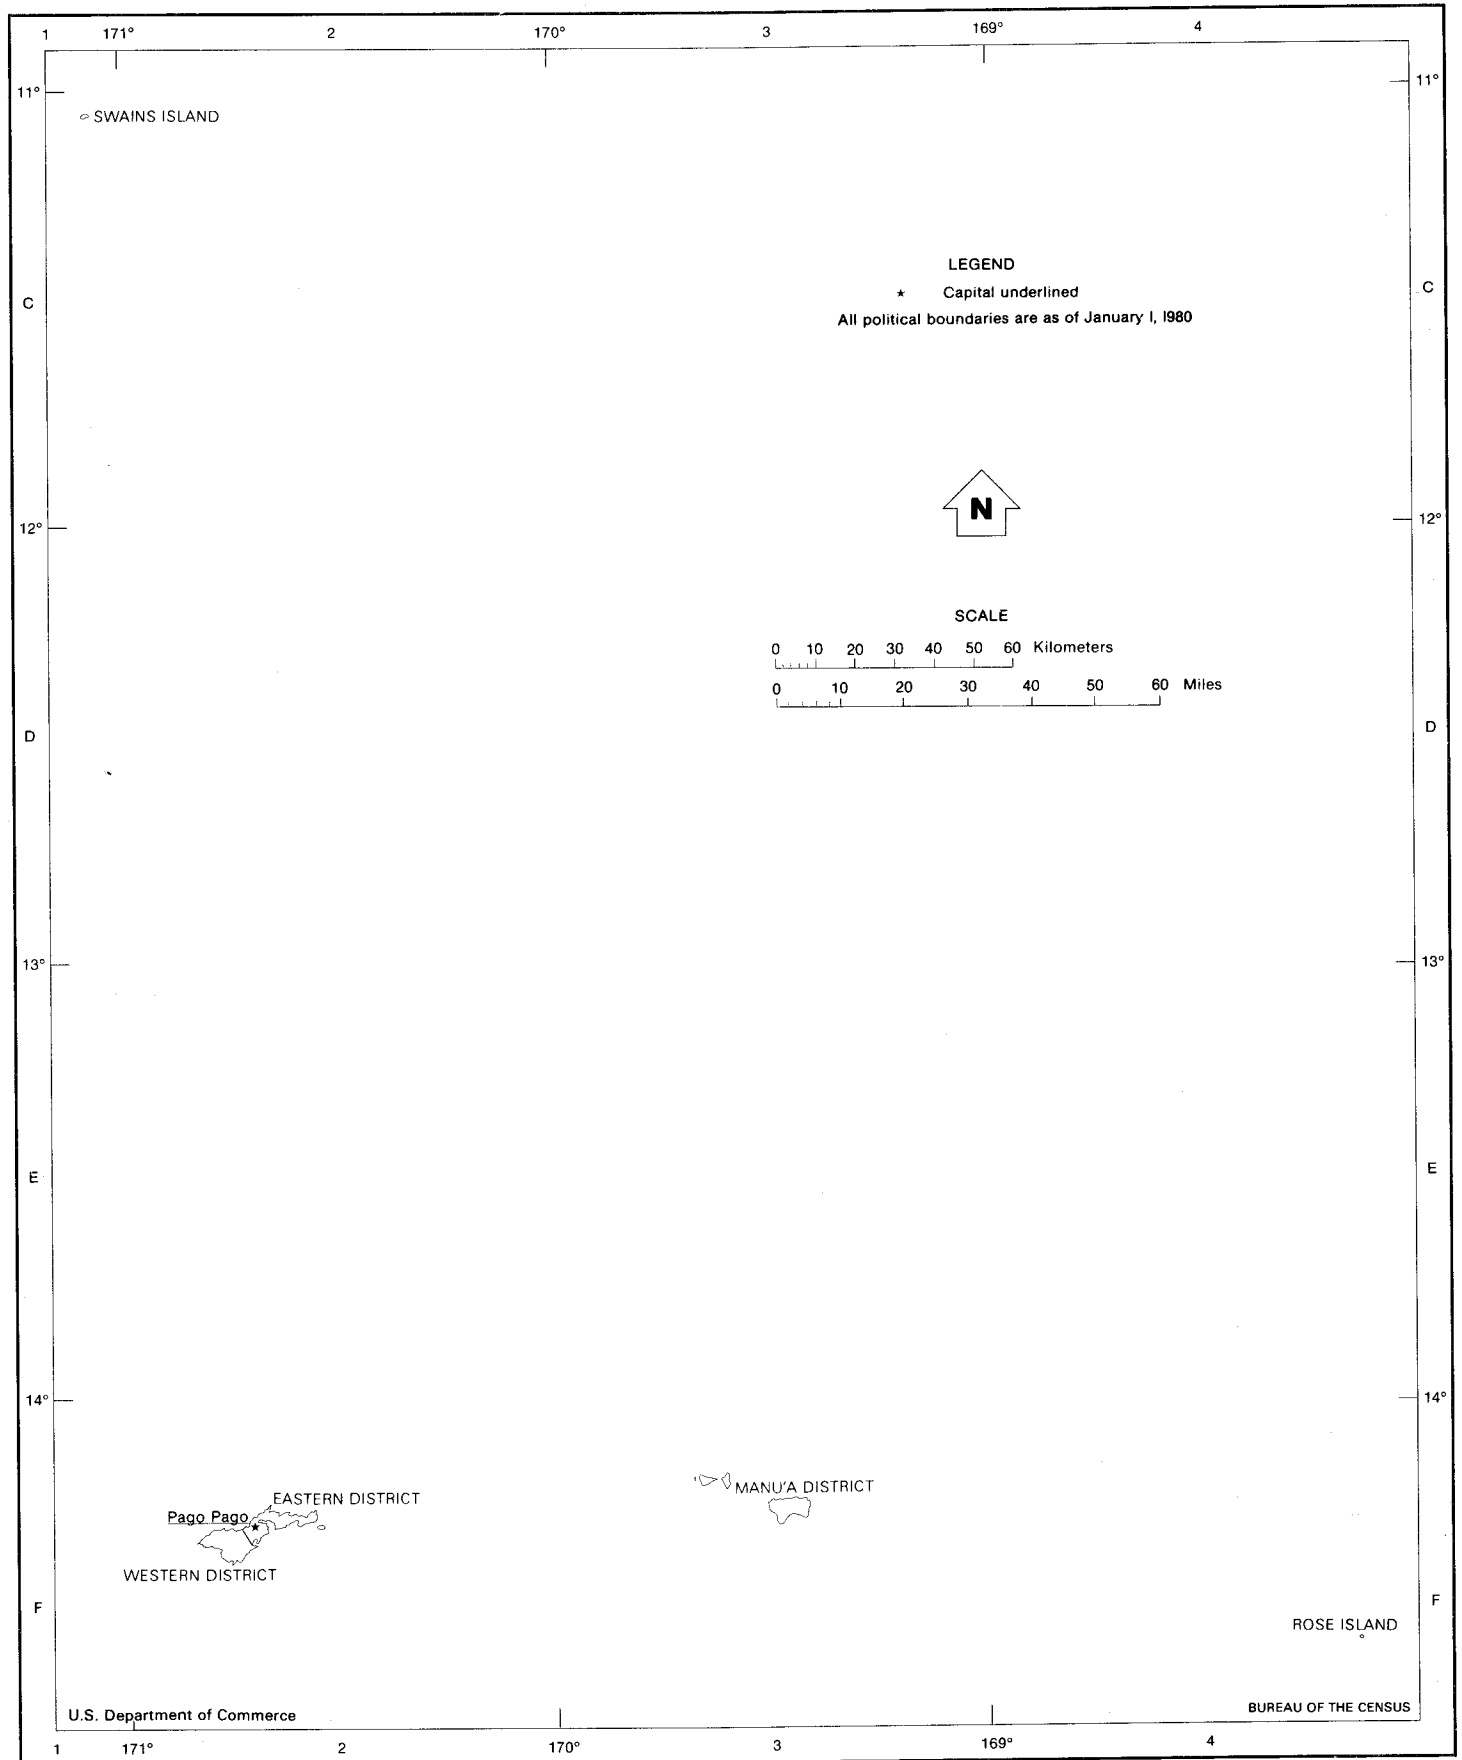 1 171° 2 170° 3 169° 4
11° 11°
SWAINS ISLAND
LEGEND
C C
★ Capital underlined
All political boundaries are as of January 1, 1980
N
12° 12°
SCALE
0 10 20 30 40 50 60 Kilometers
0 10 20 30 40 50 60 Miles
D D
13° 13°
E E
14° 14°
MANU'A DISTRICT
EASTERN DISTRICT
Pago Pago
WESTERN DISTRICT
F F
ROSE ISLAND
U.S. Department of Commerce BUREAU OF THE CENSUS
1 171° 2 170° 3 169° 4